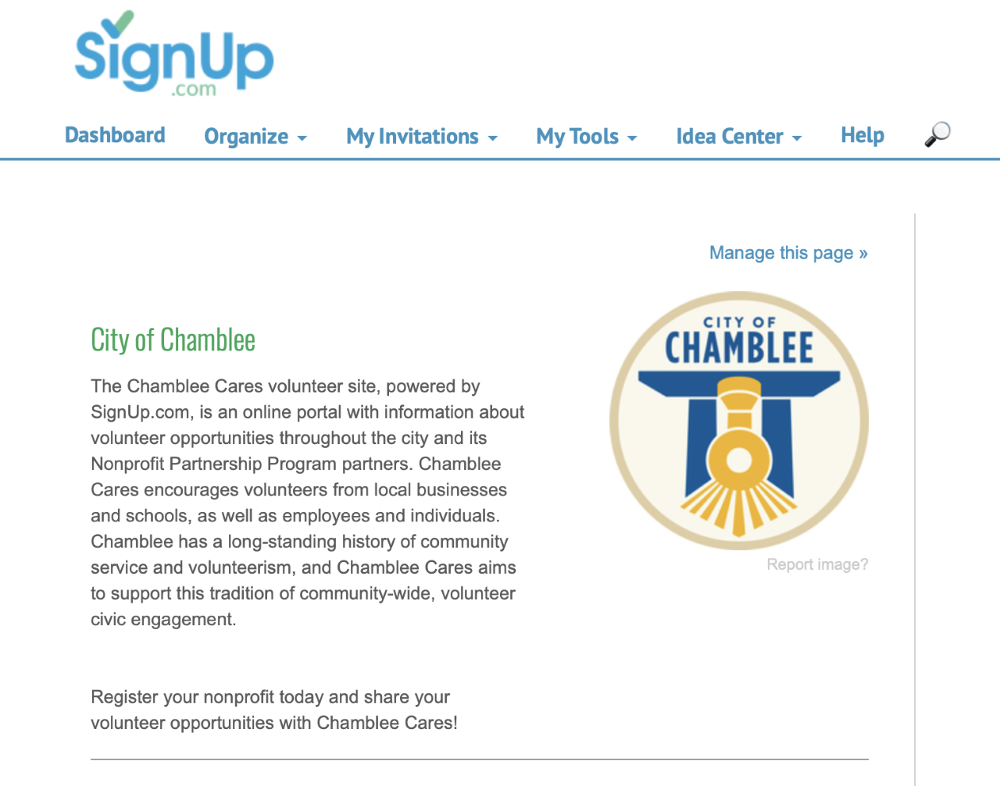 SignUp
.com
Dashboard Organize My Invitations My Tools Idea Center Help
Manage this page »
CITY OF
CHAMBLEE
Report image?
City of Chamblee
The Chamblee Cares volunteer site, powered by
SignUp.com, is an online portal with information about
volunteer opportunities throughout the city and its
Nonprofit Partnership Program partners. Chamblee
Cares encourages volunteers from local businesses
and schools, as well as employees and individuals.
Chamblee has a long-standing history of community
service and volunteerism, and Chamblee Cares aims
to support this tradition of community-wide, volunteer
civic engagement.
Register your nonprofit today and share your
volunteer opportunities with Chamblee Cares!